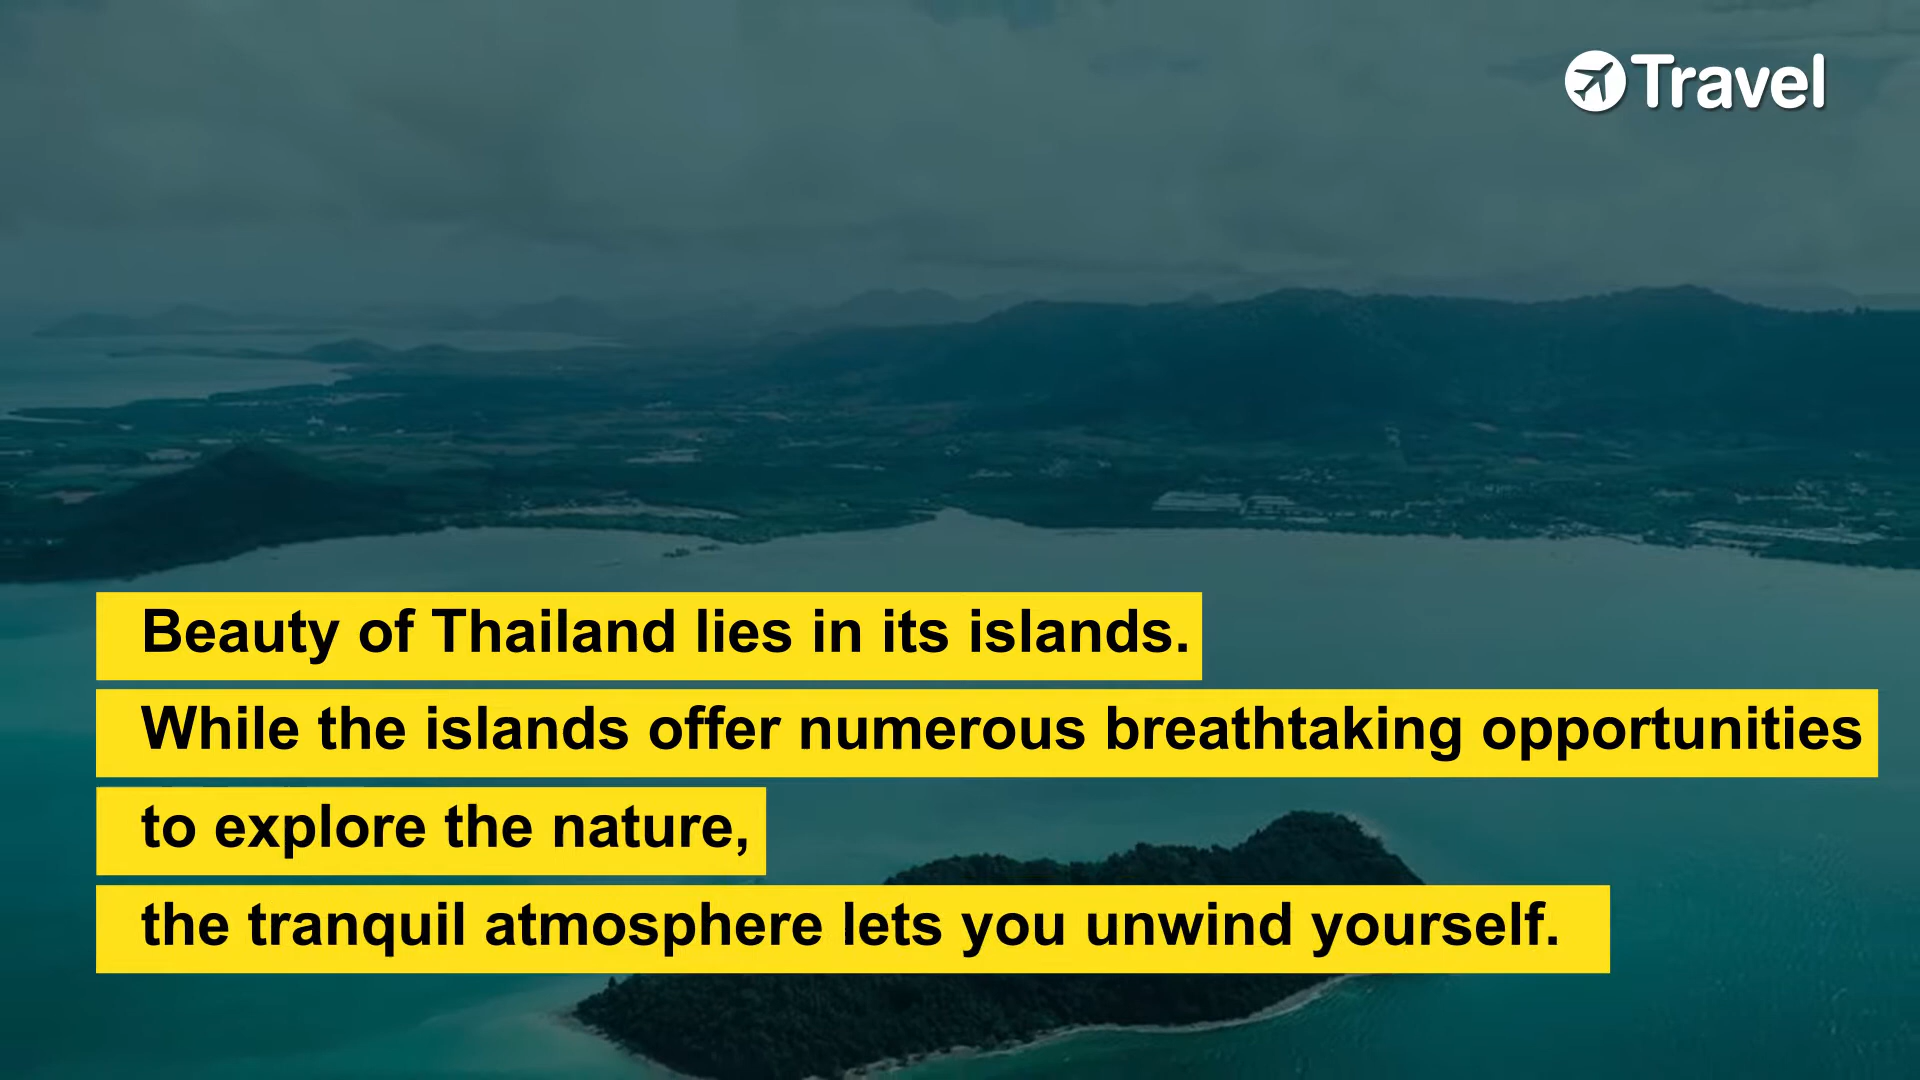 Travel
Beauty of Thailand lies in its islands.
While the islands offer numerous breathtaking opportunities
to explore the nature,
the tranquil atmosphere lets you unwind yourself.